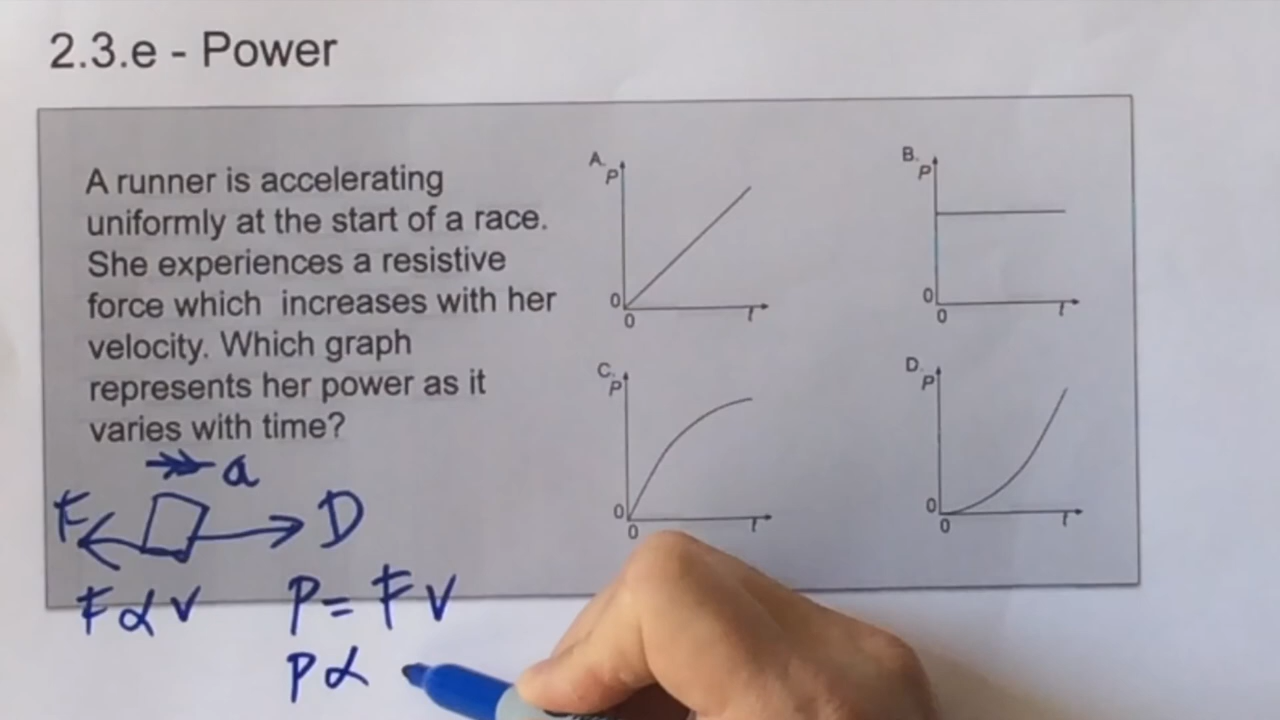 2.3.e - Power
A runner is accelerating
uniformly at the start of a race.
She experiences a resistive
force which increases with her
velocity. Which graph
represents her power as it
varies with time?
A.
P
0
0
t
B.
P
0
0
t
C.
P
0
0
t
D.
P
0
0
t
a
F
D
F α v
P = F v
P α